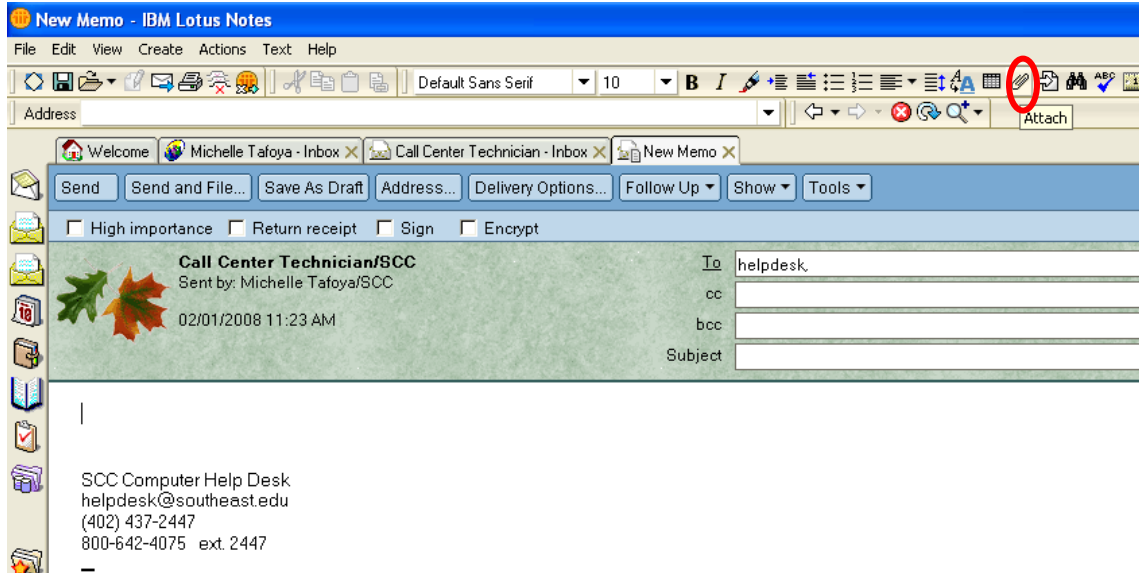 New Memo - IBM Lotus Notes
File Edit View Create Actions Text Help
Default Sans Serif 10 B I A ABC
Address
Attach
Welcome Michelle Tafoya - Inbox Call Center Technician - Inbox New Memo
Send Send and File... Save As Draft Address... Delivery Options... Follow Up Show Tools
High importance Return receipt Sign Encrypt
Call Center Technician/SCC To helpdesk,
Sent by: Michelle Tafoya/SCC
cc
02/01/2008 11:23 AM
bcc
Subject
18
SCC Computer Help Desk
helpdesk@southeast.edu
(402) 437-2447
800-642-4075 ext. 2447